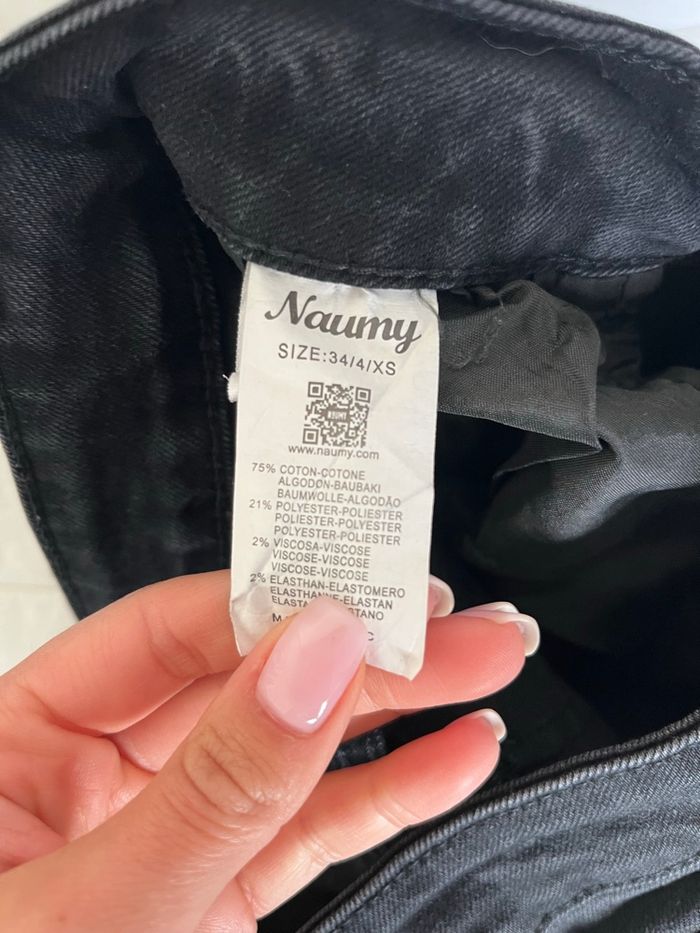 Naumy
SIZE:34/4/XS
NAUMY
www.naumy.com
75% COTON-COTONE
ALGODÓN-BAUBAKI
BAUMWOLLE-ALGODÃO
21% POLYESTER-POLIESTER
POLIESTER-POLYESTER
POLYESTER-POLIESTER
2% VISCOSA-VISCOSE
VISCOSE-VISCOSE
VISCOSE-VISCOSE
2% ELASTHAN-ELASTOMERO
ELASTHANNE-ELASTAN